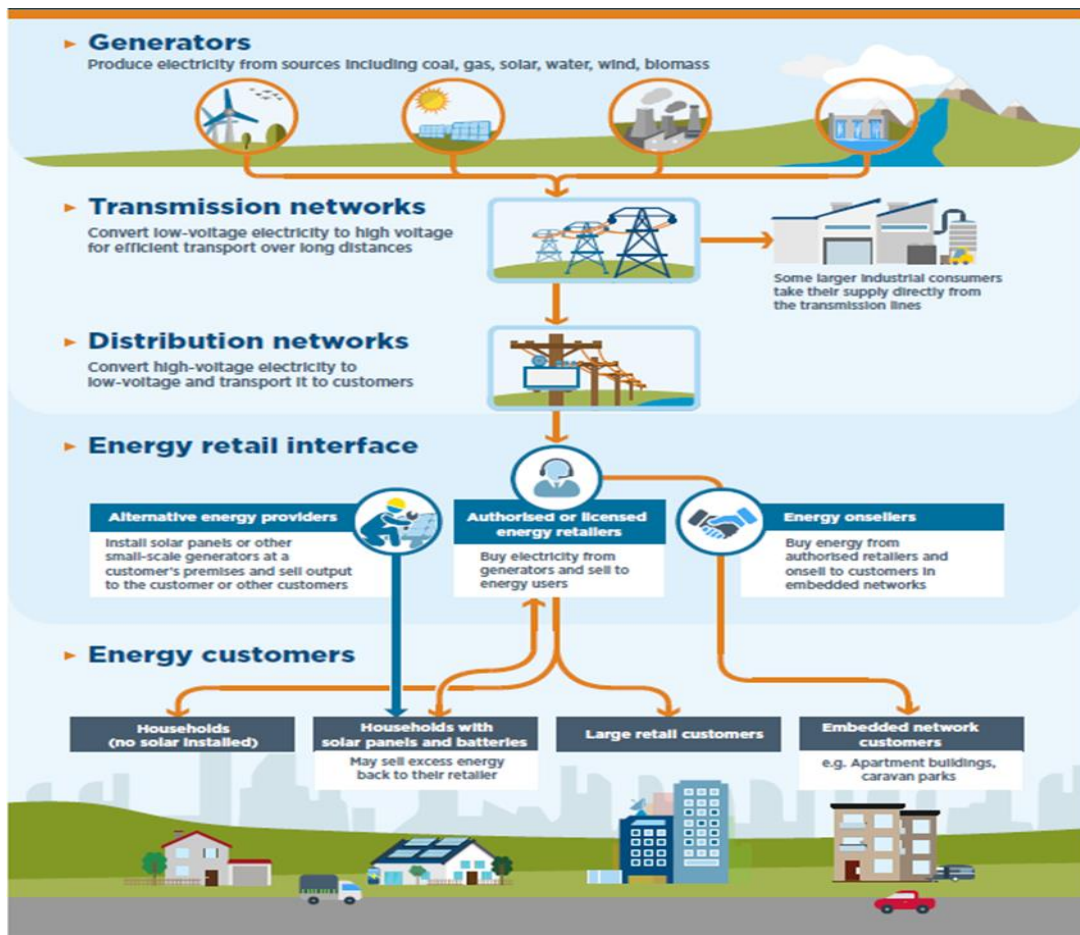 Generators
Produce electricity from sources including coal, gas, solar, water, wind, biomass
Transmission networks
Convert low-voltage electricity to high voltage
for efficient transport over long distances
Some larger industrial consumers
take their supply directly from
the transmission lines
Distribution networks
Convert high-voltage electricity to
low-voltage and transport it to customers
Energy retail interface
Alternative energy providers
Install solar panels or other
small-scale generators at a
customer's premises and sell output
to the customer or other customers
Authorised or licensed
energy retailers
Buy electricity from
generators and sell to
energy users
Energy onsellers
Buy energy from
authorised retailers and
onsell to customers in
embedded networks
Energy customers
Households
(no solar installed)
Households with
solar panels and batteries
May sell excess energy
back to their retailer
Large retail customers
Embedded network
customers
e.g. Apartment buildings,
caravan parks